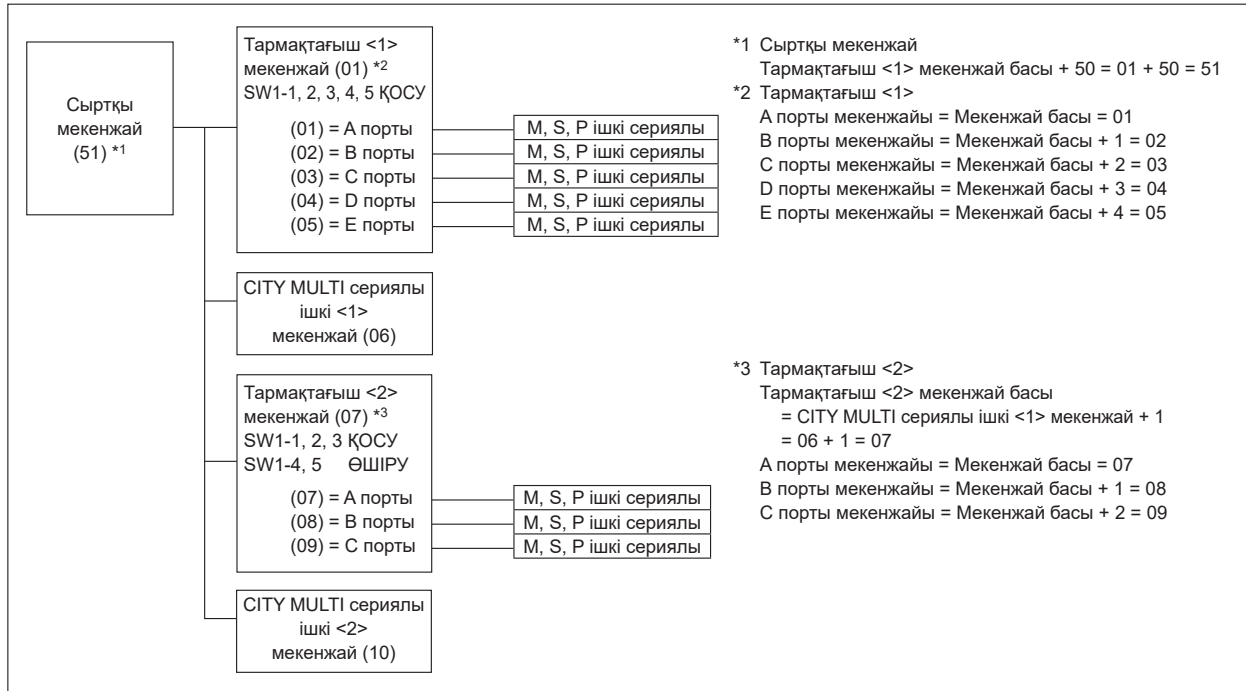 Сыртқы
мекенжай
(51) *1
Тармақтағыш <1>
мекенжай (01) *2
SW1-1, 2, 3, 4, 5 ҚОСУ
(01) = A порты
(02) = B порты
(03) = C порты
(04) = D порты
(05) = E порты
M, S, P ішкі сериялы
M, S, P ішкі сериялы
M, S, P ішкі сериялы
M, S, P ішкі сериялы
M, S, P ішкі сериялы
CITY MULTI сериялы
ішкі <1>
мекенжай (06)
Тармақтағыш <2>
мекенжай (07) *3
SW1-1, 2, 3 ҚОСУ
SW1-4, 5 ӨШІРУ
(07) = A порты
(08) = B порты
(09) = C порты
M, S, P ішкі сериялы
M, S, P ішкі сериялы
M, S, P ішкі сериялы
CITY MULTI сериялы
ішкі <2>
мекенжай (10)
*1 Сыртқы мекенжай
Тармақтағыш <1> мекенжай басы + 50 = 01 + 50 = 51
*2 Тармақтағыш <1>
A порты мекенжайы = Мекенжай басы = 01
B порты мекенжайы = Мекенжай басы + 1 = 02
C порты мекенжайы = Мекенжай басы + 2 = 03
D порты мекенжайы = Мекенжай басы + 3 = 04
E порты мекенжайы = Мекенжай басы + 4 = 05
*3 Тармақтағыш <2>
Тармақтағыш <2> мекенжай басы
= CITY MULTI сериялы ішкі <1> мекенжай + 1
= 06 + 1 = 07
A порты мекенжайы = Мекенжай басы = 07
B порты мекенжайы = Мекенжай басы + 1 = 08
C порты мекенжайы = Мекенжай басы + 2 = 09